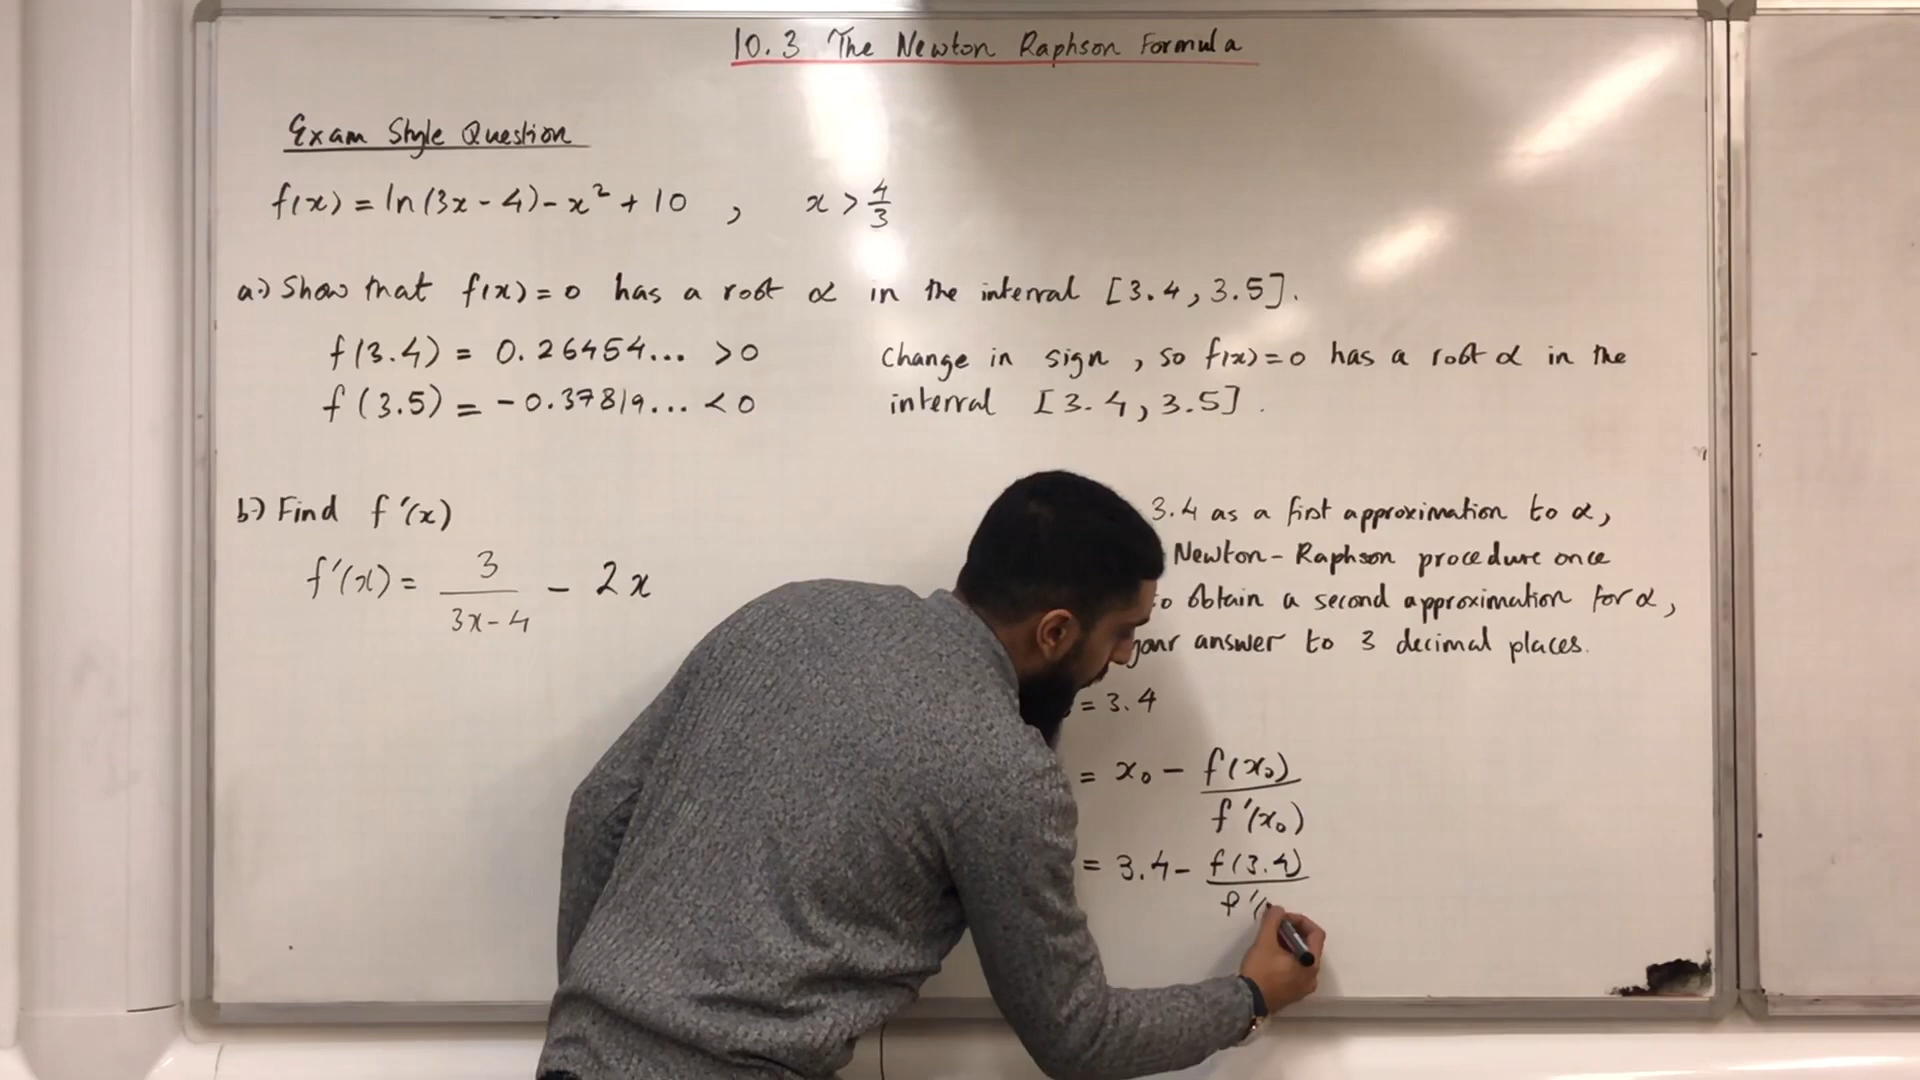 10.3 The Newton Raphson Formula
Exam Style Question
f(x) = ln(3x - 4) - x² + 10 , x > 4/3
a.) Show that f(x) = 0 has a root α in the interval [3.4, 3.5].
f(3.4) = 0.26454... > 0
f(3.5) = -0.37819... < 0
Change in sign, so f(x) = 0 has a root α in the
interval [3.4, 3.5].
b.) Find f'(x)
f'(x) = 3/(3x - 4) - 2x
3.4 as a first approximation to α,
Newton-Raphson procedure once
obtain a second approximation for α,
your answer to 3 decimal places.
= 3.4
= x₀ - f(x₀)/f'(x₀)
= 3.4 - f(3.4)/f'(